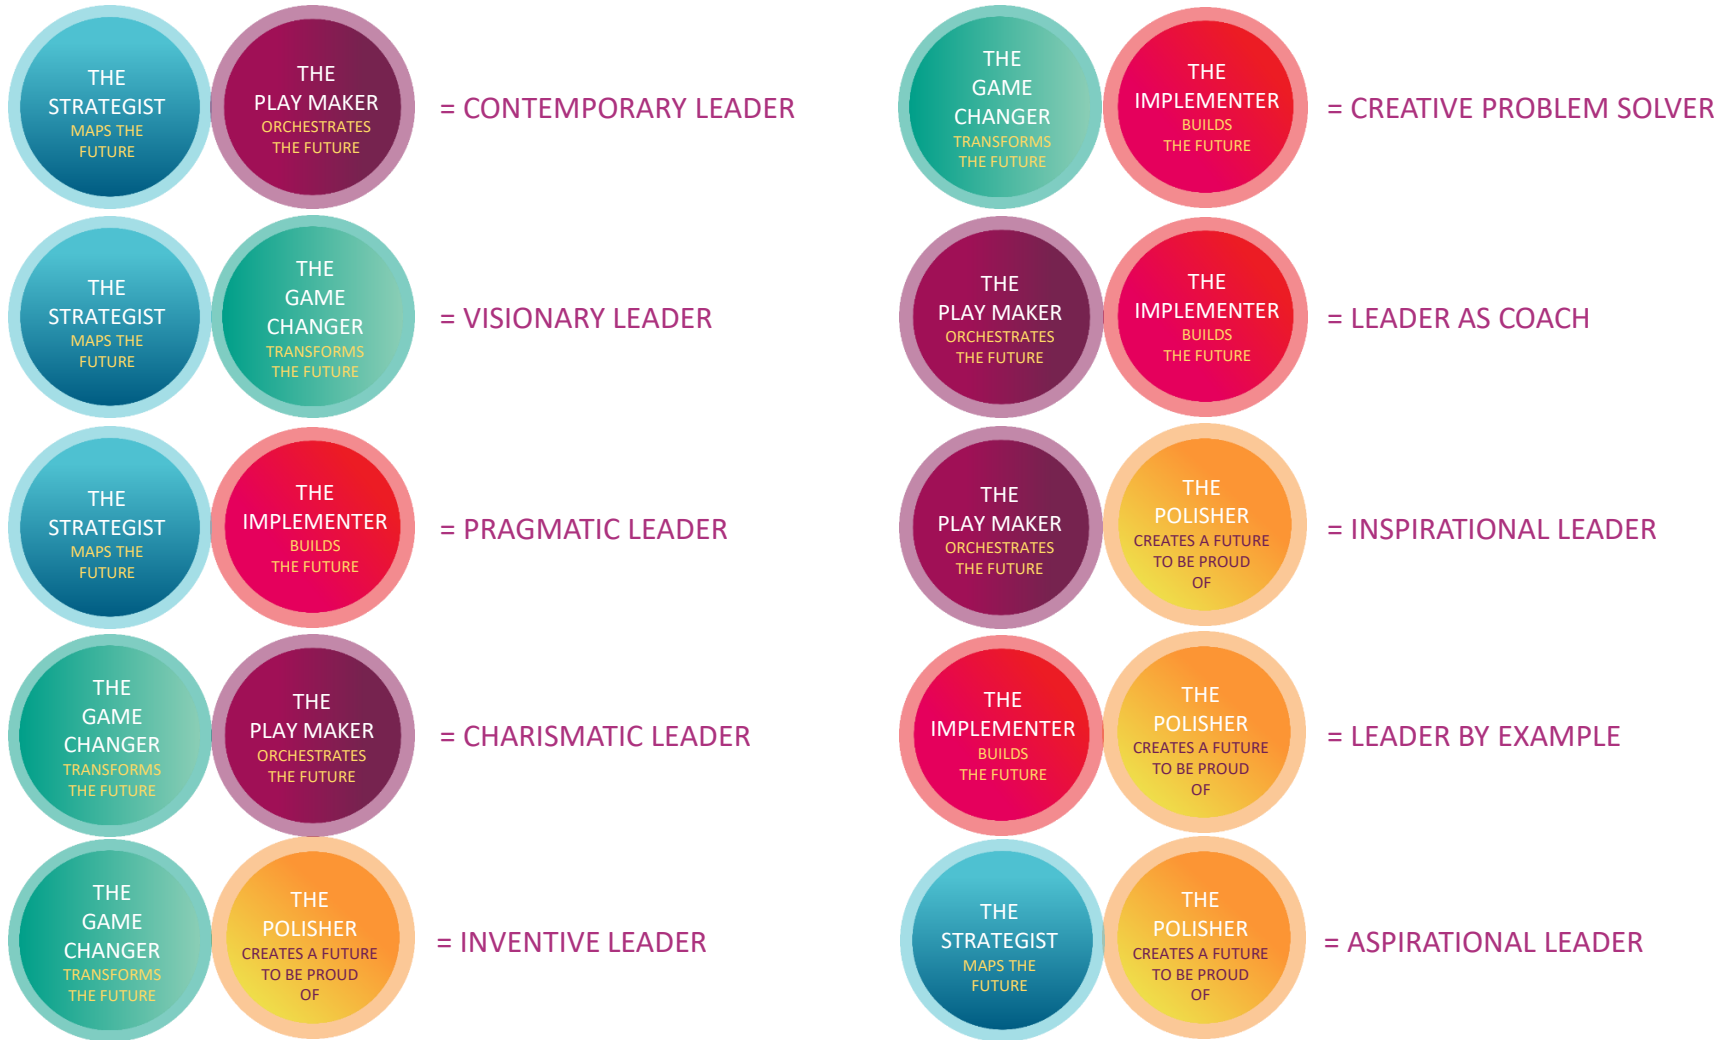 THE
STRATEGIST
MAPS THE
FUTURE
THE
PLAY MAKER
ORCHESTRATES
THE FUTURE
= CONTEMPORARY LEADER
THE
STRATEGIST
MAPS THE
FUTURE
THE
GAME
CHANGER
TRANSFORMS
THE FUTURE
= VISIONARY LEADER
THE
STRATEGIST
MAPS THE
FUTURE
THE
IMPLEMENTER
BUILDS
THE FUTURE
= PRAGMATIC LEADER
THE
GAME
CHANGER
TRANSFORMS
THE FUTURE
THE
PLAY MAKER
ORCHESTRATES
THE FUTURE
= CHARISMATIC LEADER
THE
GAME
CHANGER
TRANSFORMS
THE FUTURE
THE
POLISHER
CREATES A FUTURE
TO BE PROUD
OF
= INVENTIVE LEADER
THE
GAME
CHANGER
TRANSFORMS
THE FUTURE
THE
IMPLEMENTER
BUILDS
THE FUTURE
= CREATIVE PROBLEM SOLVER
THE
PLAY MAKER
ORCHESTRATES
THE FUTURE
THE
IMPLEMENTER
BUILDS
THE FUTURE
= LEADER AS COACH
THE
PLAY MAKER
ORCHESTRATES
THE FUTURE
THE
POLISHER
CREATES A FUTURE
TO BE PROUD
OF
= INSPIRATIONAL LEADER
THE
IMPLEMENTER
BUILDS
THE FUTURE
THE
POLISHER
CREATES A FUTURE
TO BE PROUD
OF
= LEADER BY EXAMPLE
THE
STRATEGIST
MAPS THE
FUTURE
THE
POLISHER
CREATES A FUTURE
TO BE PROUD
OF
= ASPIRATIONAL LEADER